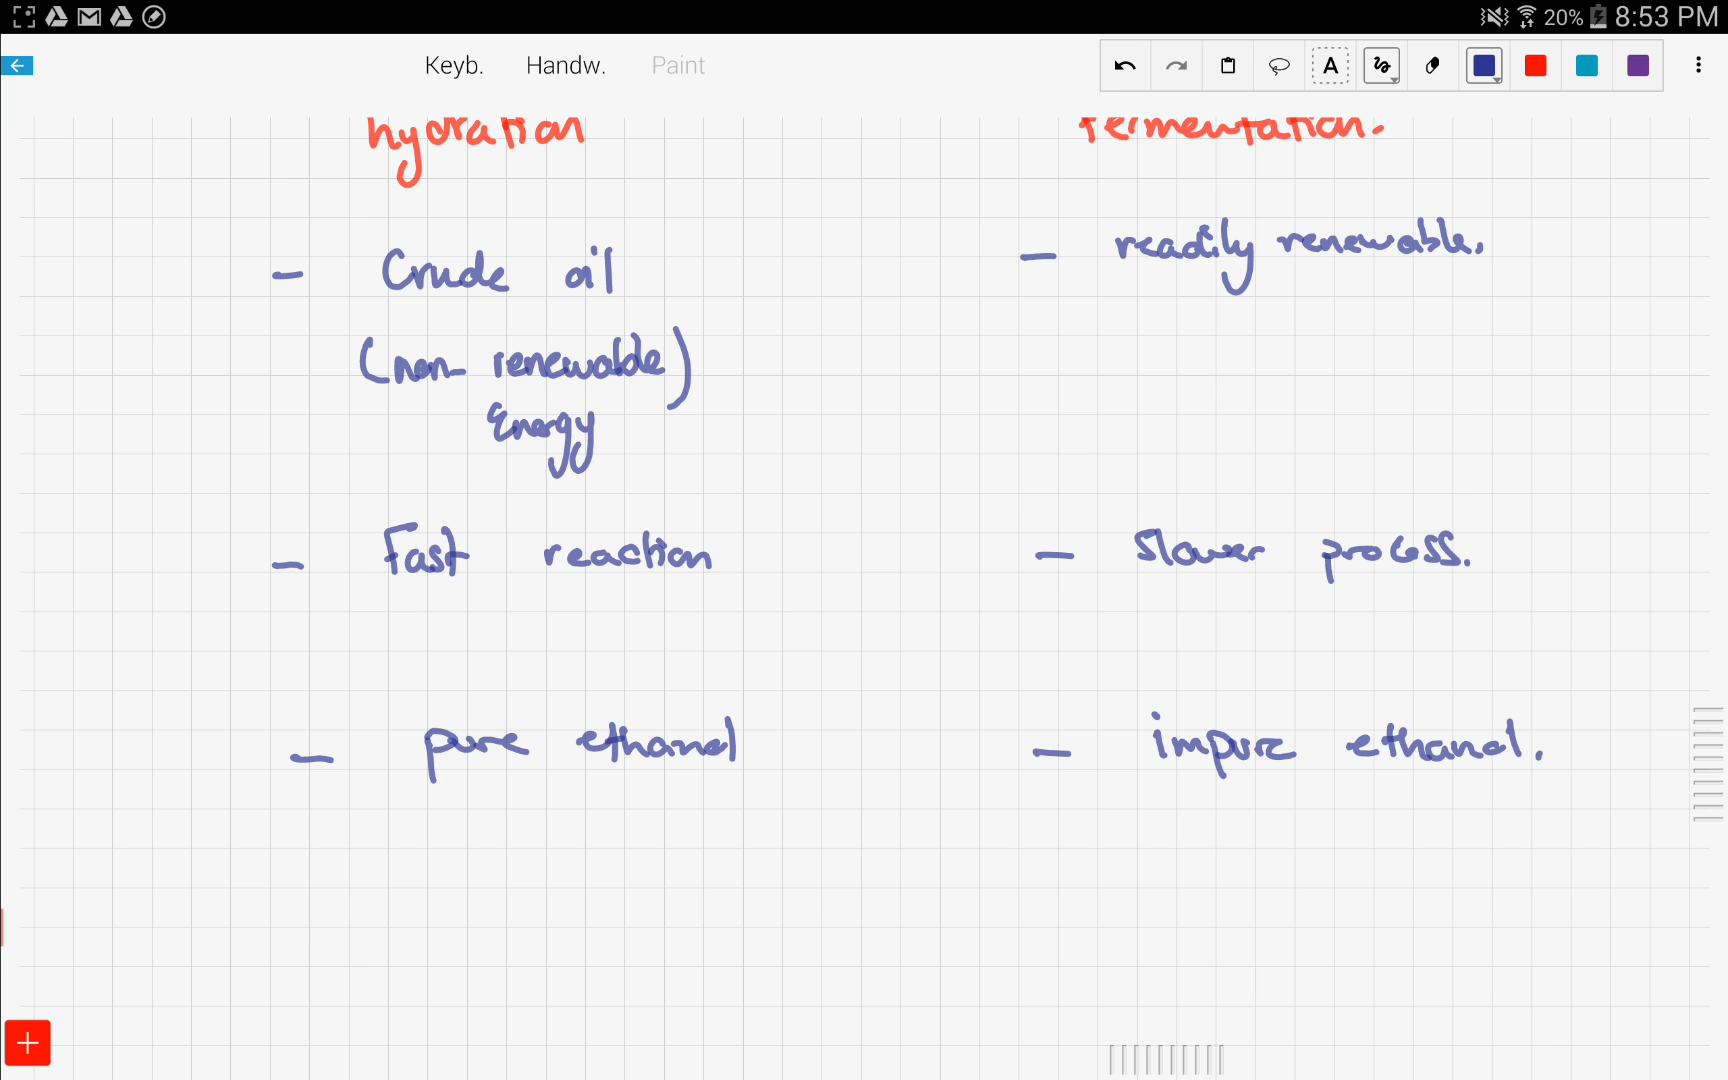 20% 8:53 PM
Keyb. Handw. Paint
A
hydration
fermentation.
- Crude oil
(non-renewable)
Energy
- readily renewable.
- Fast reaction
- Slower process.
- pure ethanol
- impure ethanol.